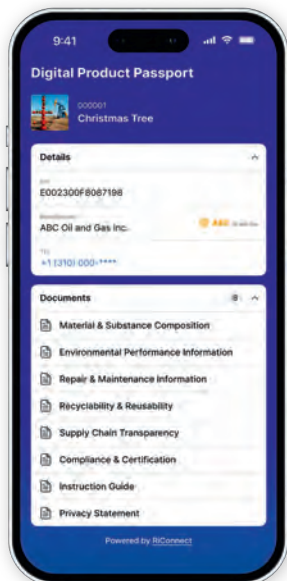 9:41
Digital Product Passport
000001
Christmas Tree
Details
E002300F8087198
ABC Oil and Gas Inc.
ABC
+1 (310) 000-****
Documents
8
Material & Substance Composition
Environmental Performance Information
Repair & Maintenance Information
Recyclability & Reusability
Supply Chain Transparency
Compliance & Certification
Instruction Guide
Privacy Statement
Powered by RiConnect